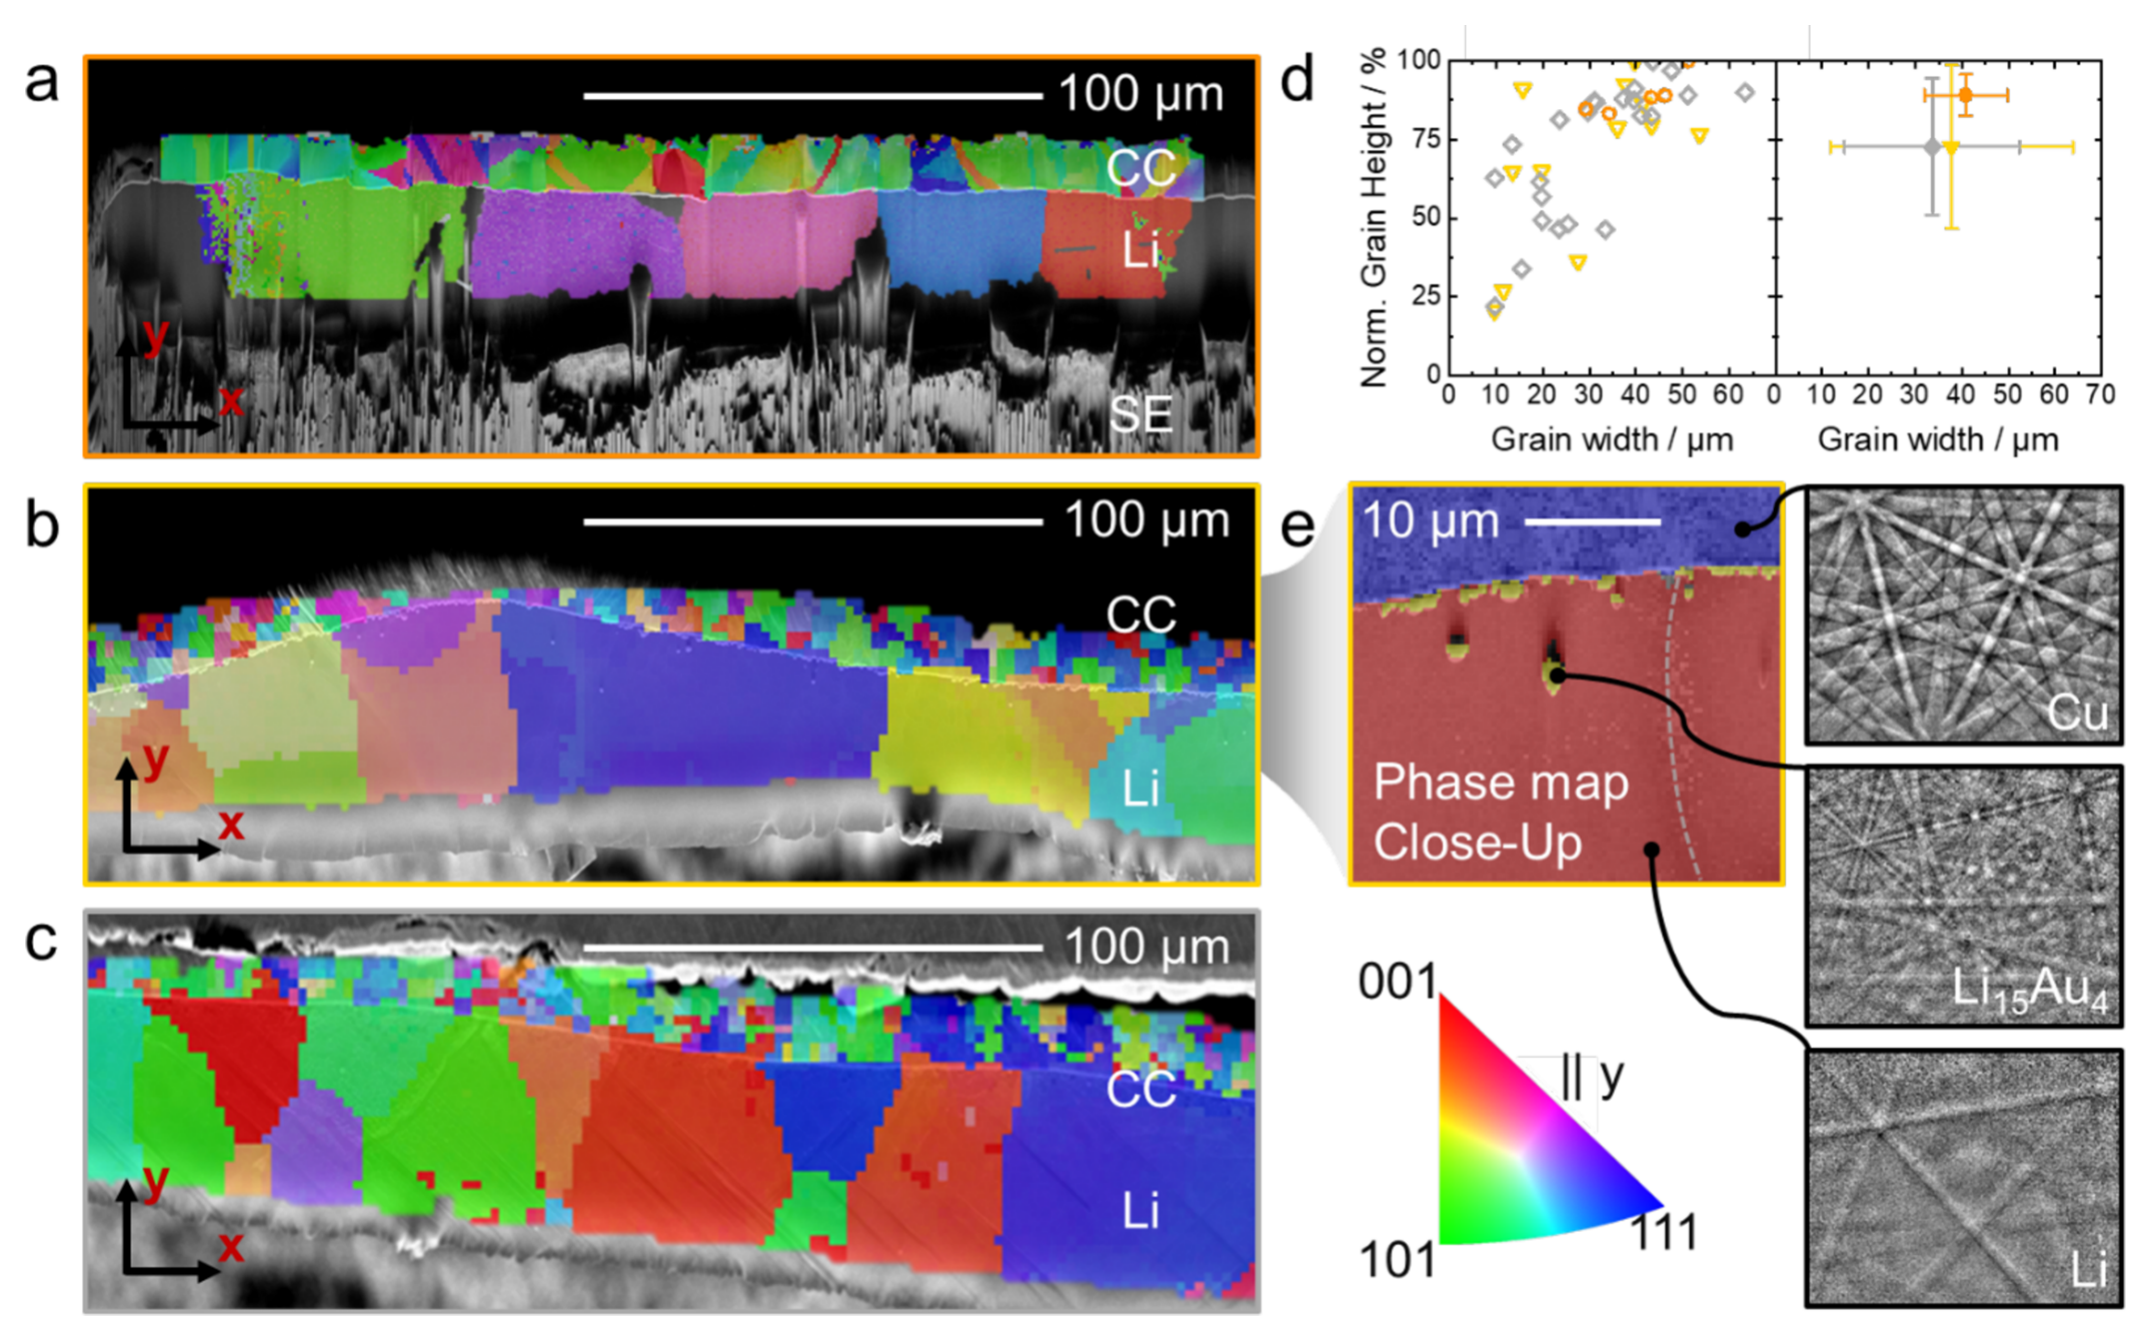 a
100 µm
CC
Li
SE
y
x
b
100 µm
CC
Li
y
x
c
100 µm
CC
Li
y
x
d
Norm. Grain Height / %
100
75
50
25
0
0 10 20 30 40 50 60 0 10 20 30 40 50 60 70
Grain width / µm Grain width / µm
e
10 µm
Phase map
Close-Up
Cu
Li₁₅Au₄
Li
001
|| y
111
101